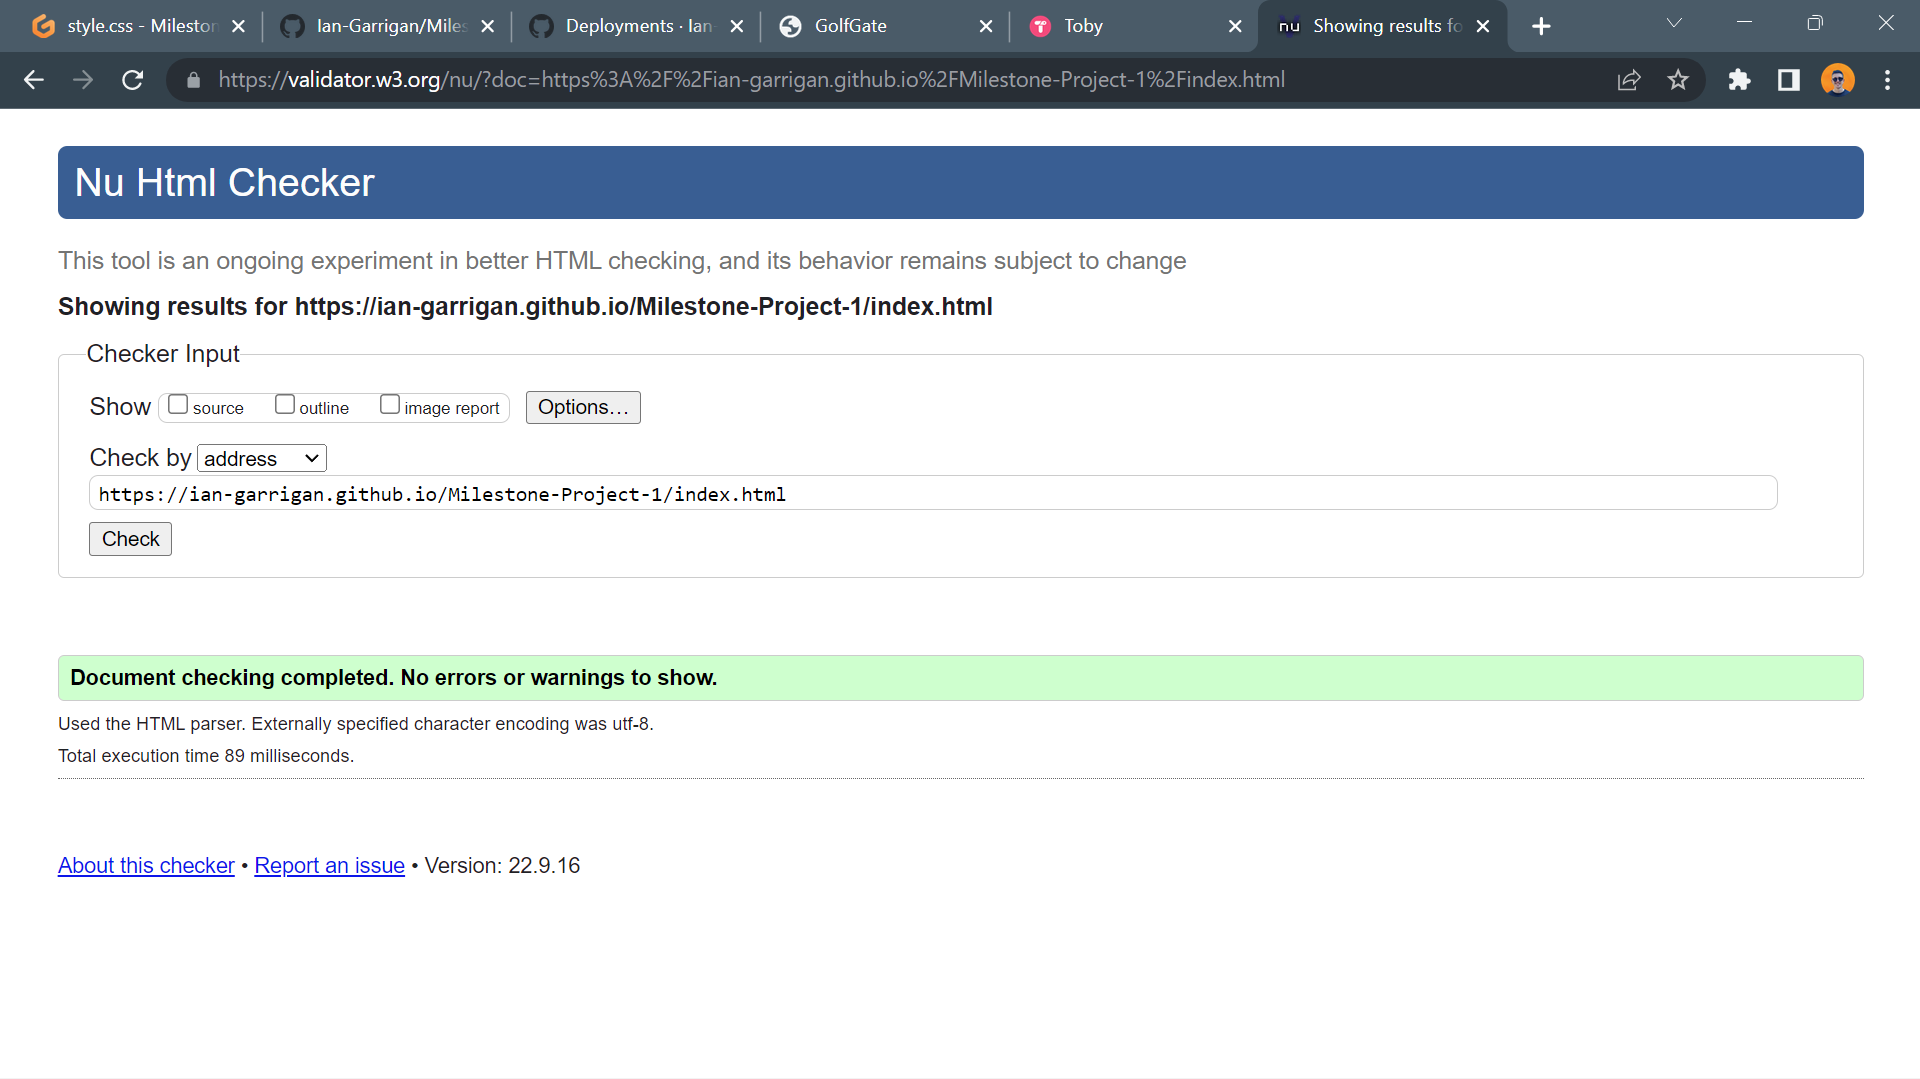 style.css - Mileston
Ian-Garrigan/Miles
Deployments · Ian-
GolfGate
Toby
nu Showing results fo
https://validator.w3.org/nu/?doc=https%3A%2F%2Fian-garrigan.github.io%2FMilestone-Project-1%2Findex.html
Nu Html Checker
This tool is an ongoing experiment in better HTML checking, and its behavior remains subject to change
Showing results for https://ian-garrigan.github.io/Milestone-Project-1/index.html
Checker Input
Show source outline image report Options...
Check by address
https://ian-garrigan.github.io/Milestone-Project-1/index.html
Check
Document checking completed. No errors or warnings to show.
Used the HTML parser. Externally specified character encoding was utf-8.
Total execution time 89 milliseconds.
About this checker • Report an issue • Version: 22.9.16